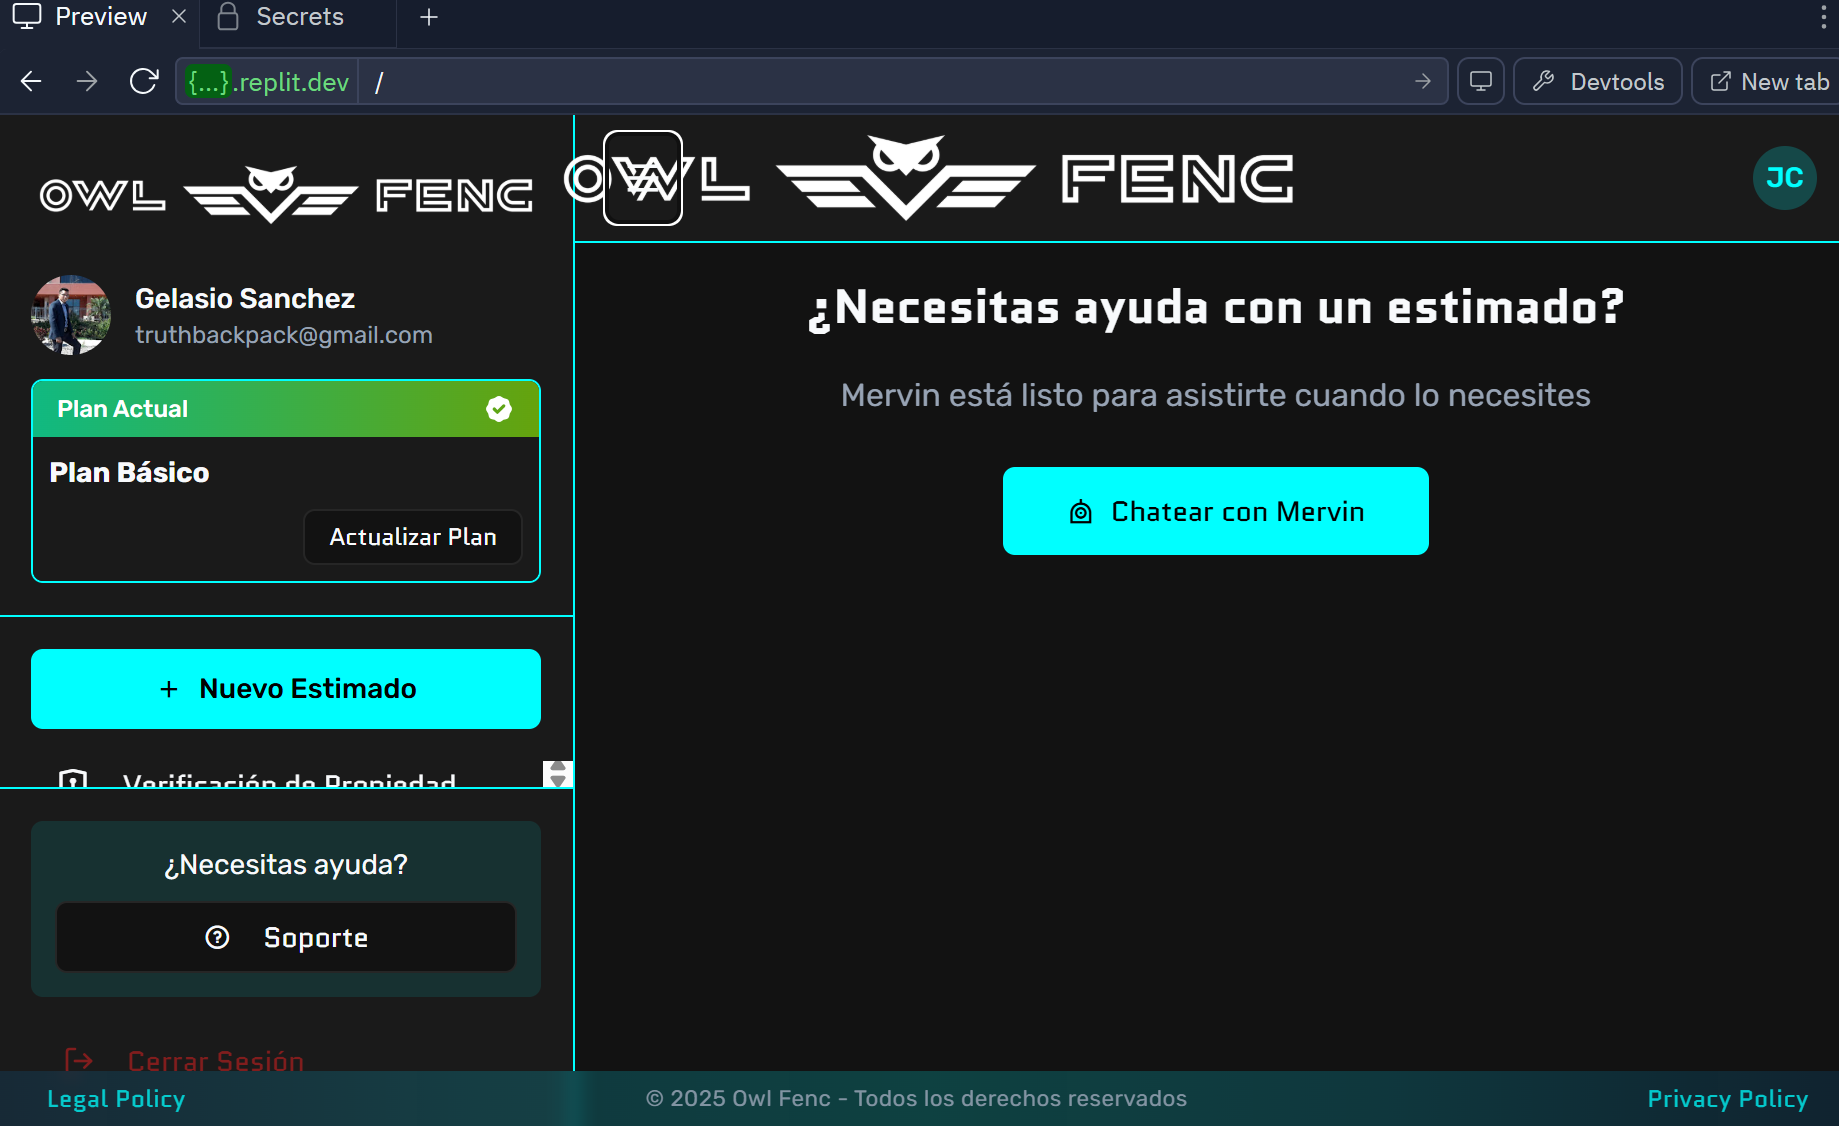 Preview
Secrets
{...}.replit.dev
/
Devtools
New tab
OWL FENC
OWL FENC
JC
Gelasio Sanchez
truthbackpack@gmail.com
Plan Actual
Plan Básico
Actualizar Plan
+ Nuevo Estimado
Verificación de Propiedad
¿Necesitas ayuda?
Soporte
Cerrar Sesión
¿Necesitas ayuda con un estimado?
Mervin está listo para asistirte cuando lo necesites
Chatear con Mervin
Legal Policy
© 2025 Owl Fenc - Todos los derechos reservados
Privacy Policy